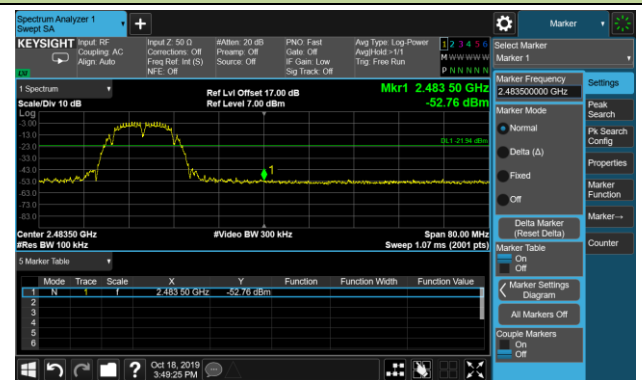 Spectrum Analyzer 1
Swept SA
Marker
KEYSIGHT
Input: RF
Coupling: AC
Align: Auto
Input Z: 50 Ω
Corrections: Off
Freq Ref: Int (S)
NFE: Off
#Atten: 20 dB
Preamp: Off
Source: Off
PNO: Fast
Gate: Off
IF Gain: Low
Sig Track: Off
Avg Type: Log-Power
Avg|Hold:>1/1
Trig: Free Run
1 2 3 4 5 6
M W W W W W
P N N N N N
LW
Select Marker
Marker 1
1 Spectrum
Scale/Div 10 dB
Log
Ref Lvl Offset 17.00 dB
Ref Level 7.00 dBm
Mkr1 2.483 50 GHz
-52.76 dBm
-3.00
-13.0
-23.0
-33.0
-43.0
-53.0
-63.0
-73.0
-83.0
DL1 -21.94 dBm
1
Center 2.48350 GHz
#Res BW 100 kHz
#Video BW 300 kHz
Span 80.00 MHz
Sweep 1.07 ms (2001 pts)
5 Marker Table
Mode Trace Scale X Y Function Function Width Function Value
1 N 1 f 2.483 50 GHz -52.76 dBm
2
3
4
5
6
Marker Frequency
2.483500000 GHz
Marker Mode
Normal
Delta (Δ)
Fixed
Off
Delta Marker
(Reset Delta)
Marker Table
On
Off
Marker Settings
Diagram
All Markers Off
Couple Markers
On
Off
Settings
Peak
Search
Pk Search
Config
Properties
Marker
Function
Marker→
Counter
?
Oct 18, 2019
3:49:25 PM